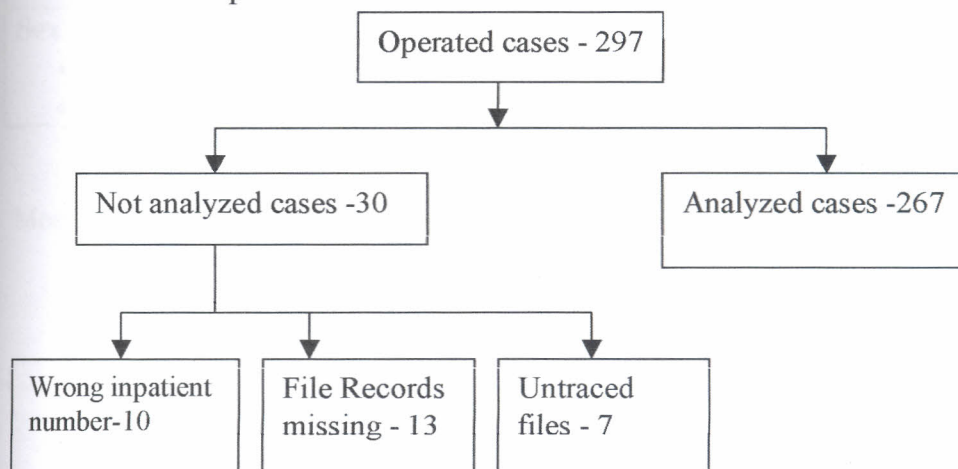 Operated cases - 297
Not analyzed cases -30
Analyzed cases -267
Wrong inpatient
number-10
File Records
missing - 13
Untraced
files - 7